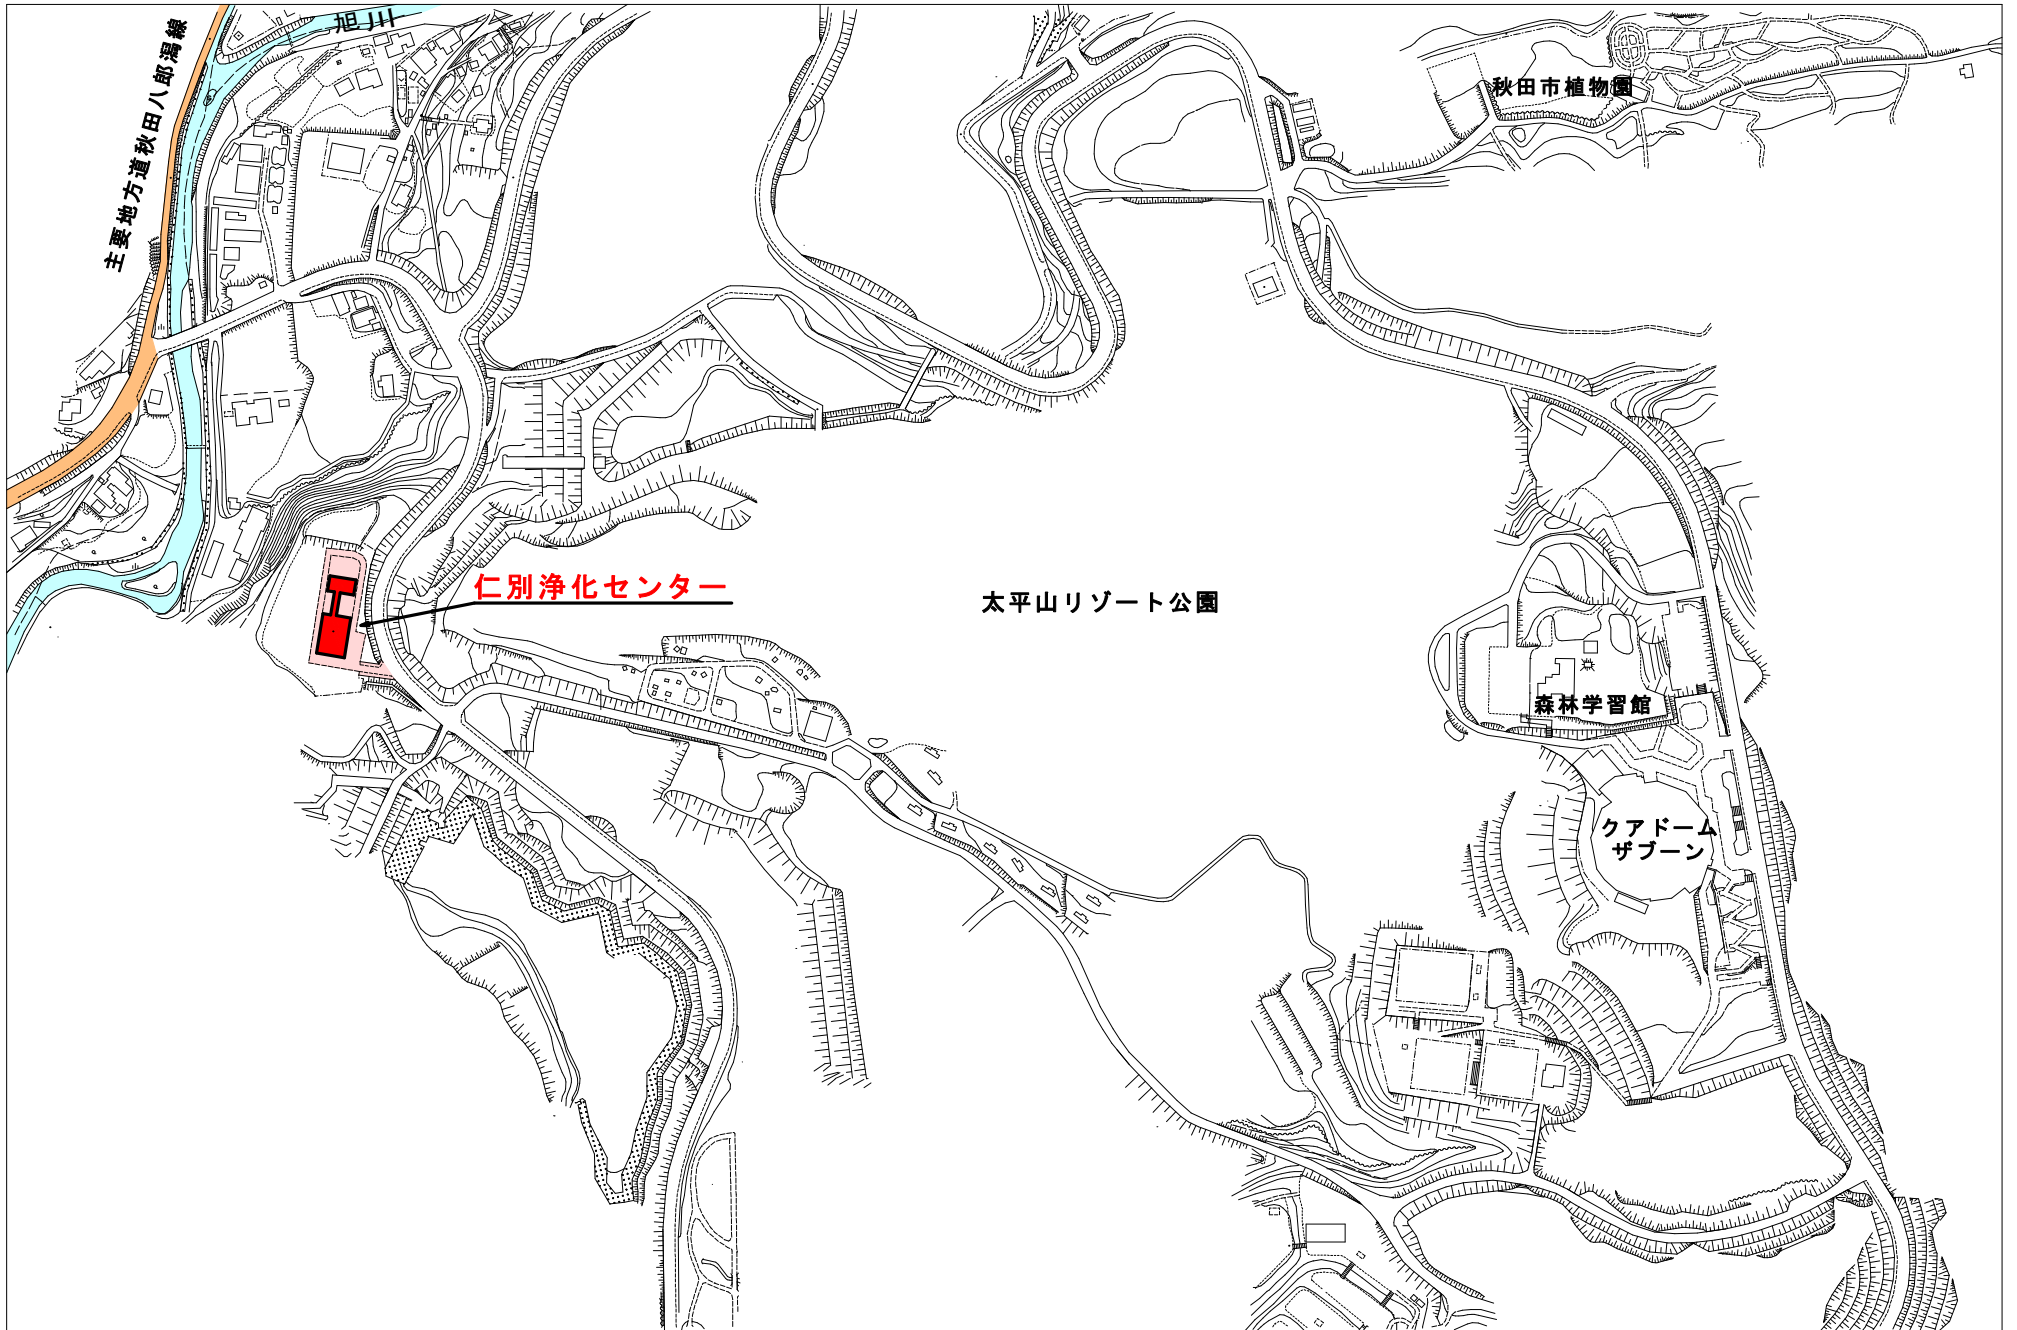 旭川
主要地方道秋田八郎潟線
秋田市植物園
仁別浄化センター
太平山リゾート公園
森林学習館
クアドーム
ザブーン